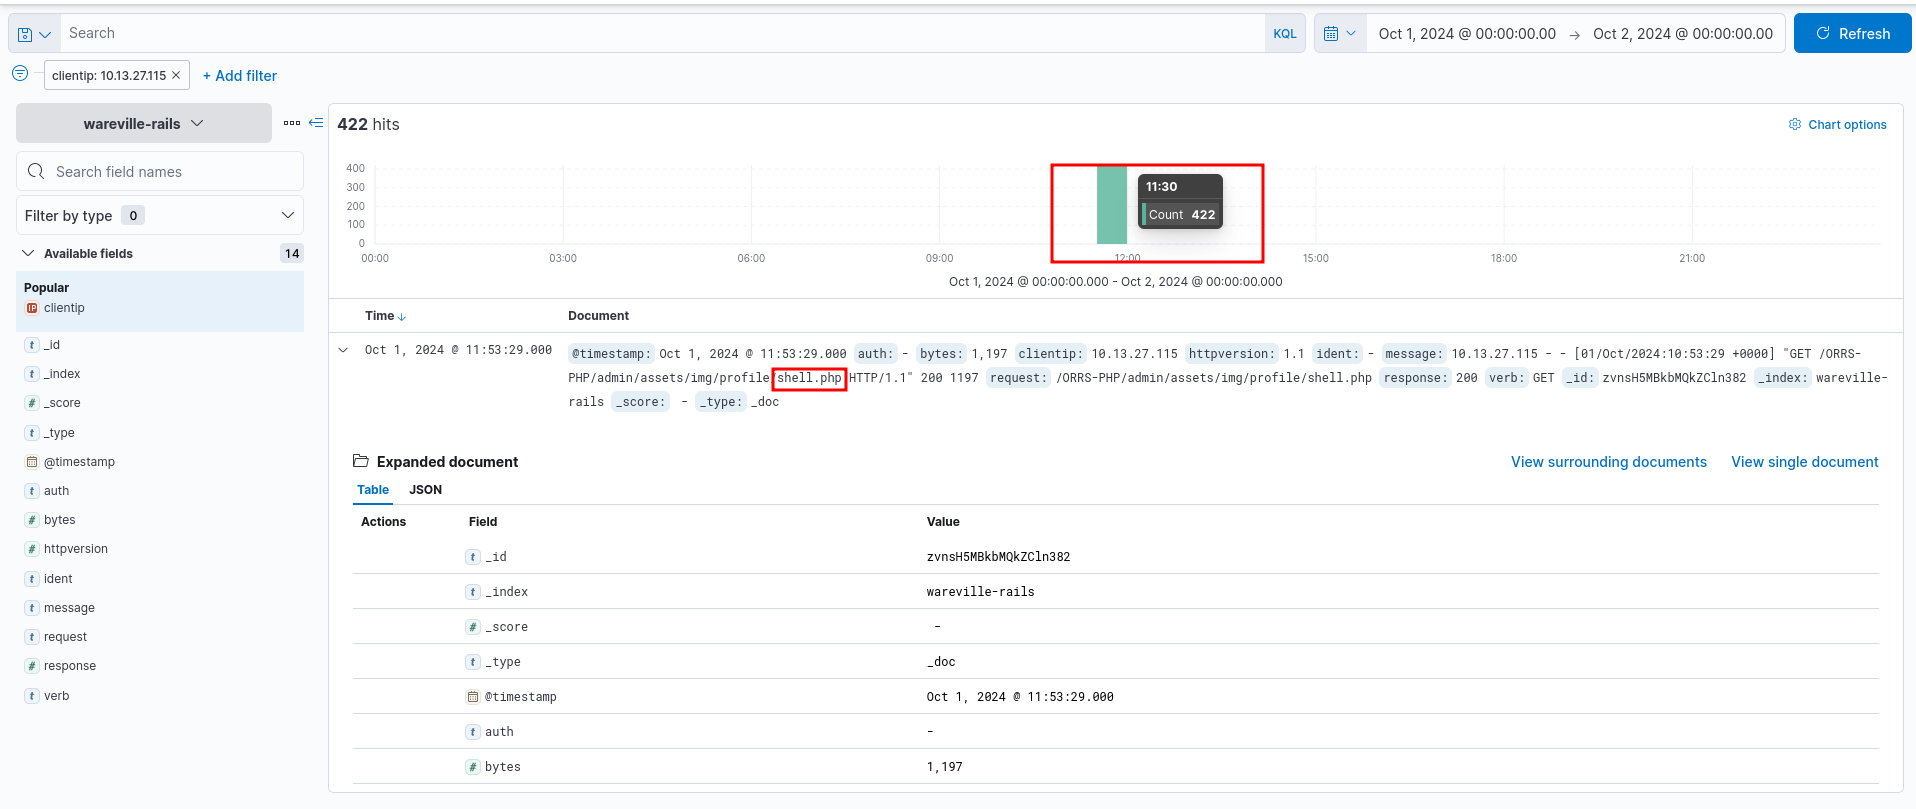 Search KQL Oct 1, 2024 @ 00:00:00.00 → Oct 2, 2024 @ 00:00:00.00 Refresh
clientip: 10.13.27.115 × + Add filter
wareville-rails
Search field names
Filter by type 0
Available fields 14
Popular
clientip
t _id
t _index
# _score
t _type
@timestamp
t auth
# bytes
# httpversion
t ident
t message
t request
# response
t verb
422 hits Chart options
400
300
200
100
0
11:30
Count 422
00:00 03:00 06:00 09:00 12:00 15:00 18:00 21:00
Oct 1, 2024 @ 00:00:00.000 - Oct 2, 2024 @ 00:00:00.000
Time ↓ Document
Oct 1, 2024 @ 11:53:29.000 @timestamp: Oct 1, 2024 @ 11:53:29.000 auth: - bytes: 1,197 clientip: 10.13.27.115 httpversion: 1.1 ident: - message: 10.13.27.115 - - [01/Oct/2024:10:53:29 +0000] "GET /ORRS-
PHP/admin/assets/img/profile/shell.php HTTP/1.1" 200 1197 request: /ORRS-PHP/admin/assets/img/profile/shell.php response: 200 verb: GET _id: zvnsH5MBkbMQkZCln382 _index: wareville-
rails _score: - _type: _doc
Expanded document View surrounding documents View single document
Table JSON
Actions Field Value
t _id zvnsH5MBkbMQkZCln382
t _index wareville-rails
# _score -
t _type _doc
@timestamp Oct 1, 2024 @ 11:53:29.000
t auth -
# bytes 1,197